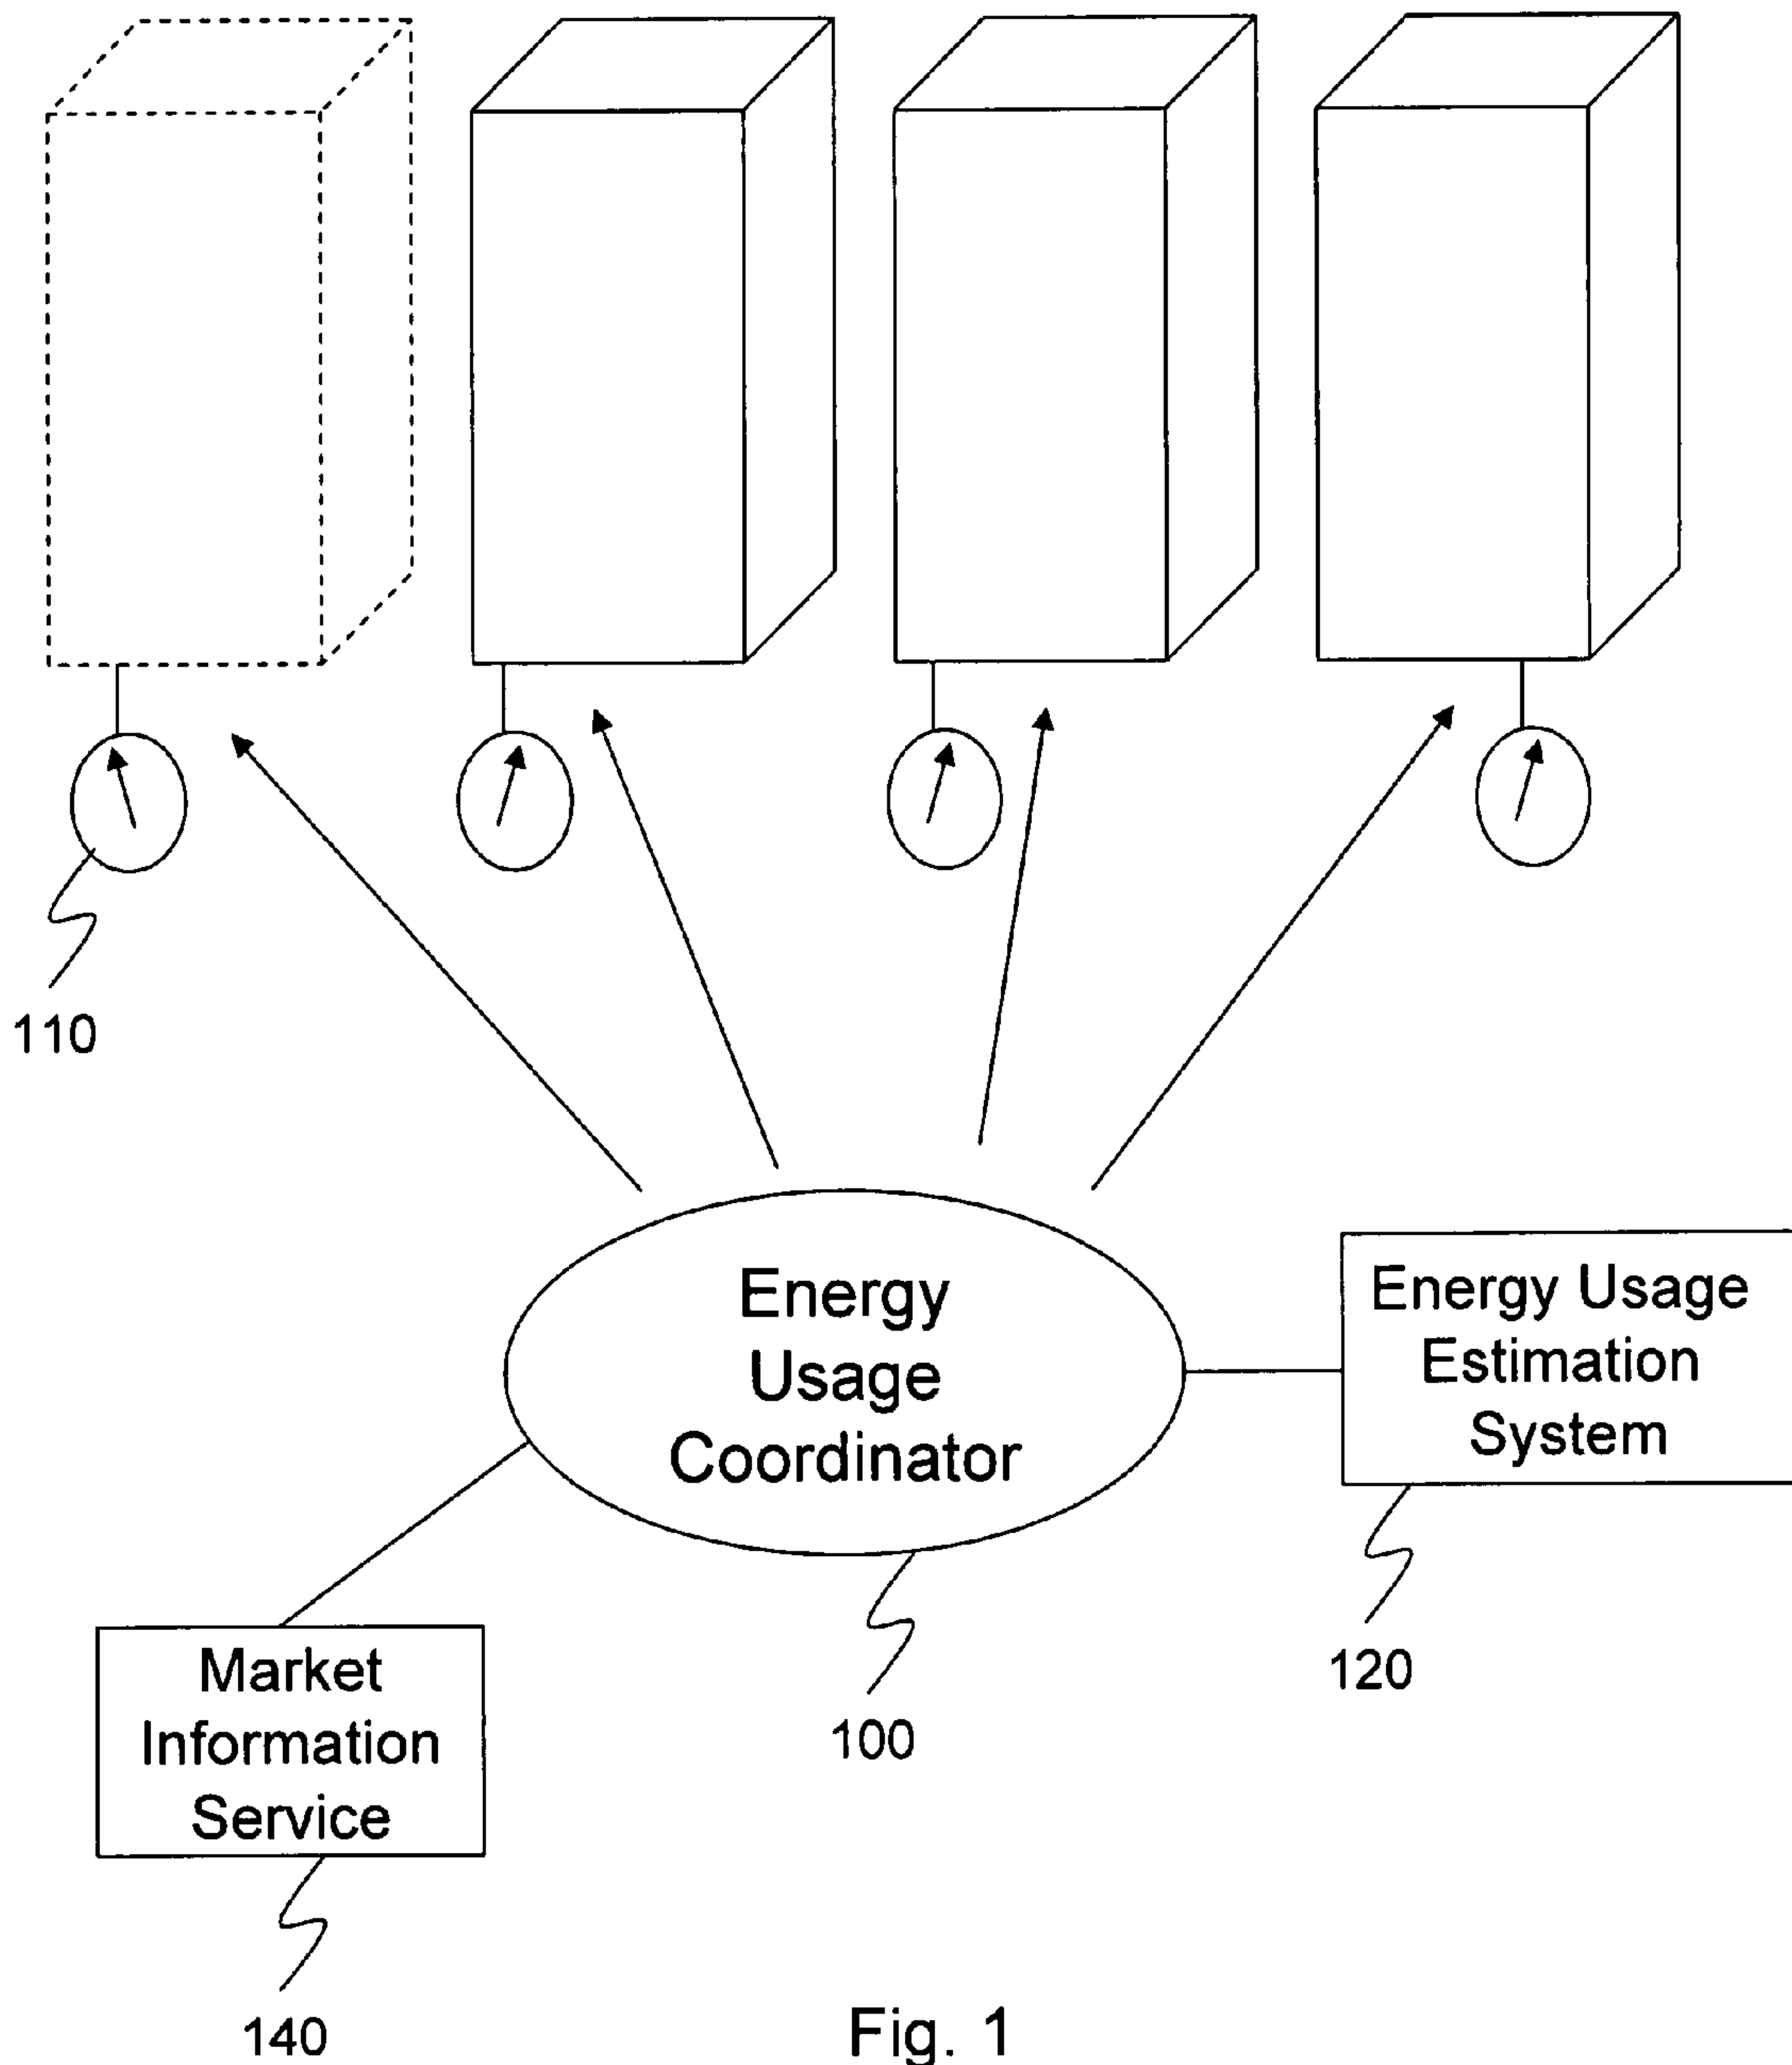 110
Energy
Usage
Coordinator
Energy Usage
Estimation
System
120
100
Market
Information
Service
140
Fig. 1